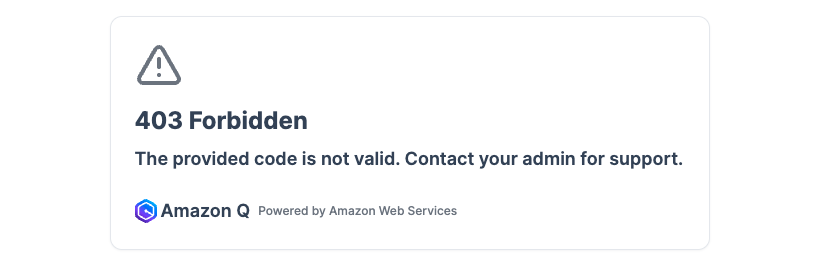 403 Forbidden
The provided code is not valid. Contact your admin for support.
Amazon Q Powered by Amazon Web Services